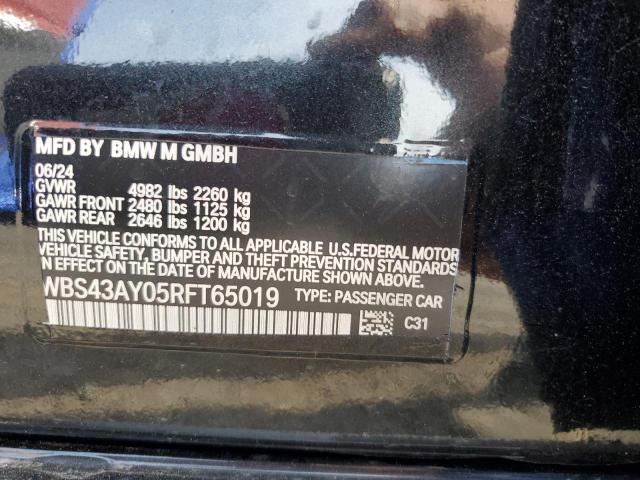 MFD BY BMW M GMBH
06/24
GVWR 4982 lbs 2260 kg
GAWR FRONT 2480 lbs 1125 kg
GAWR REAR 2646 lbs 1200 kg
THIS VEHICLE CONFORMS TO ALL APPLICABLE U.S.FEDERAL MOTOR
VEHICLE SAFETY, BUMPER AND THEFT PREVENTION STANDARDS
IN EFFECT ON THE DATE OF MANUFACTURE SHOWN ABOVE.
WBS43AY05RFT65019 TYPE: PASSENGER CAR
C31